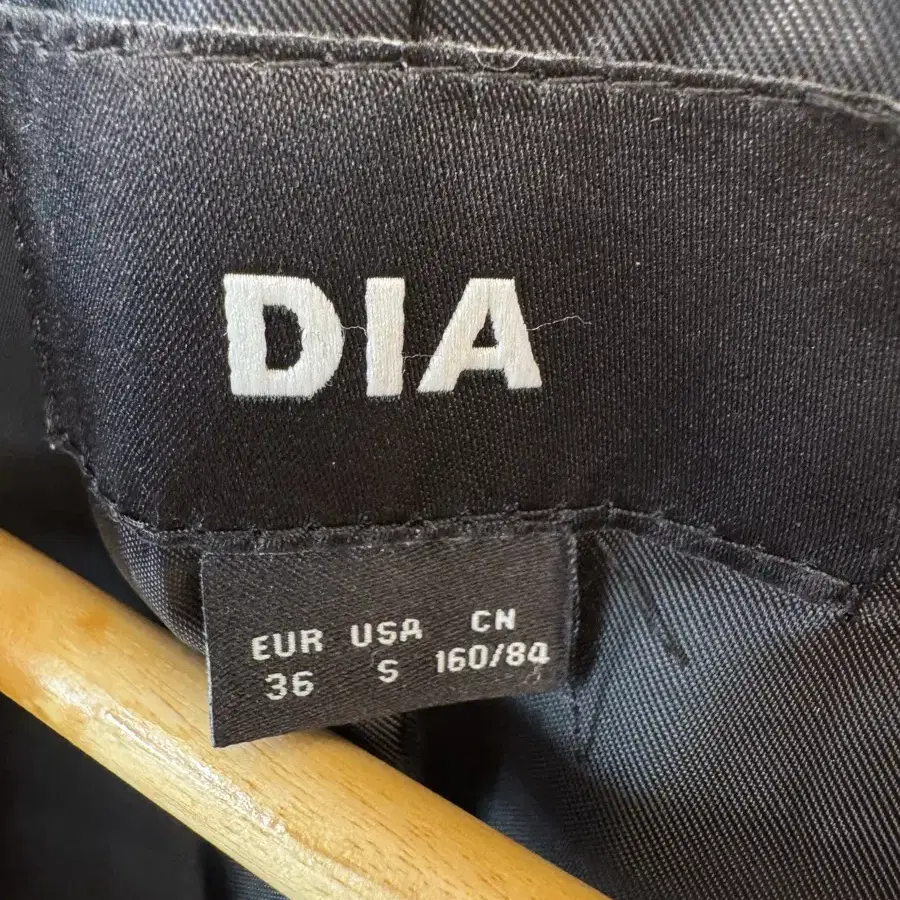 DIA
EUR USA CN
36 S 160/84